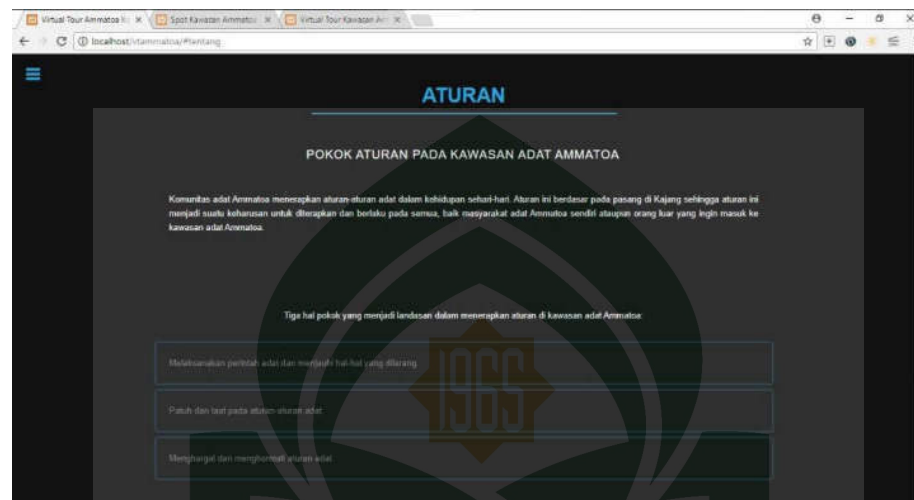 Virtual Tour Ammatoa
Spot Kawasan Ammatoa
Virtual Tour Kawasan
localhost/vtammatoa/#tentang
ATURAN
POKOK ATURAN PADA KAWASAN ADAT AMMATOA
Komunitas adat Ammatoa menerapkan aturan-aturan adat dalam kehidupan sehari-hari. Aturan ini berdasar pada pasang di Kajang sehingga aturan ini
menjadi suatu keharusan untuk diterapkan dan berlaku pada semua, baik masyarakat adat Ammatoa sendiri ataupun orang luar yang ingin masuk ke
kawasan adat Ammatoa.
Tiga hal pokok yang menjadi landasan dalam menerapkan aturan di kawasan adat Ammatoa:
Melaksanakan perintah adat dan menjauhi hal-hal yang dilarang
Patuh dan taat pada aturan-aturan adat
Menghargai dan menghormati aturan adat
1965